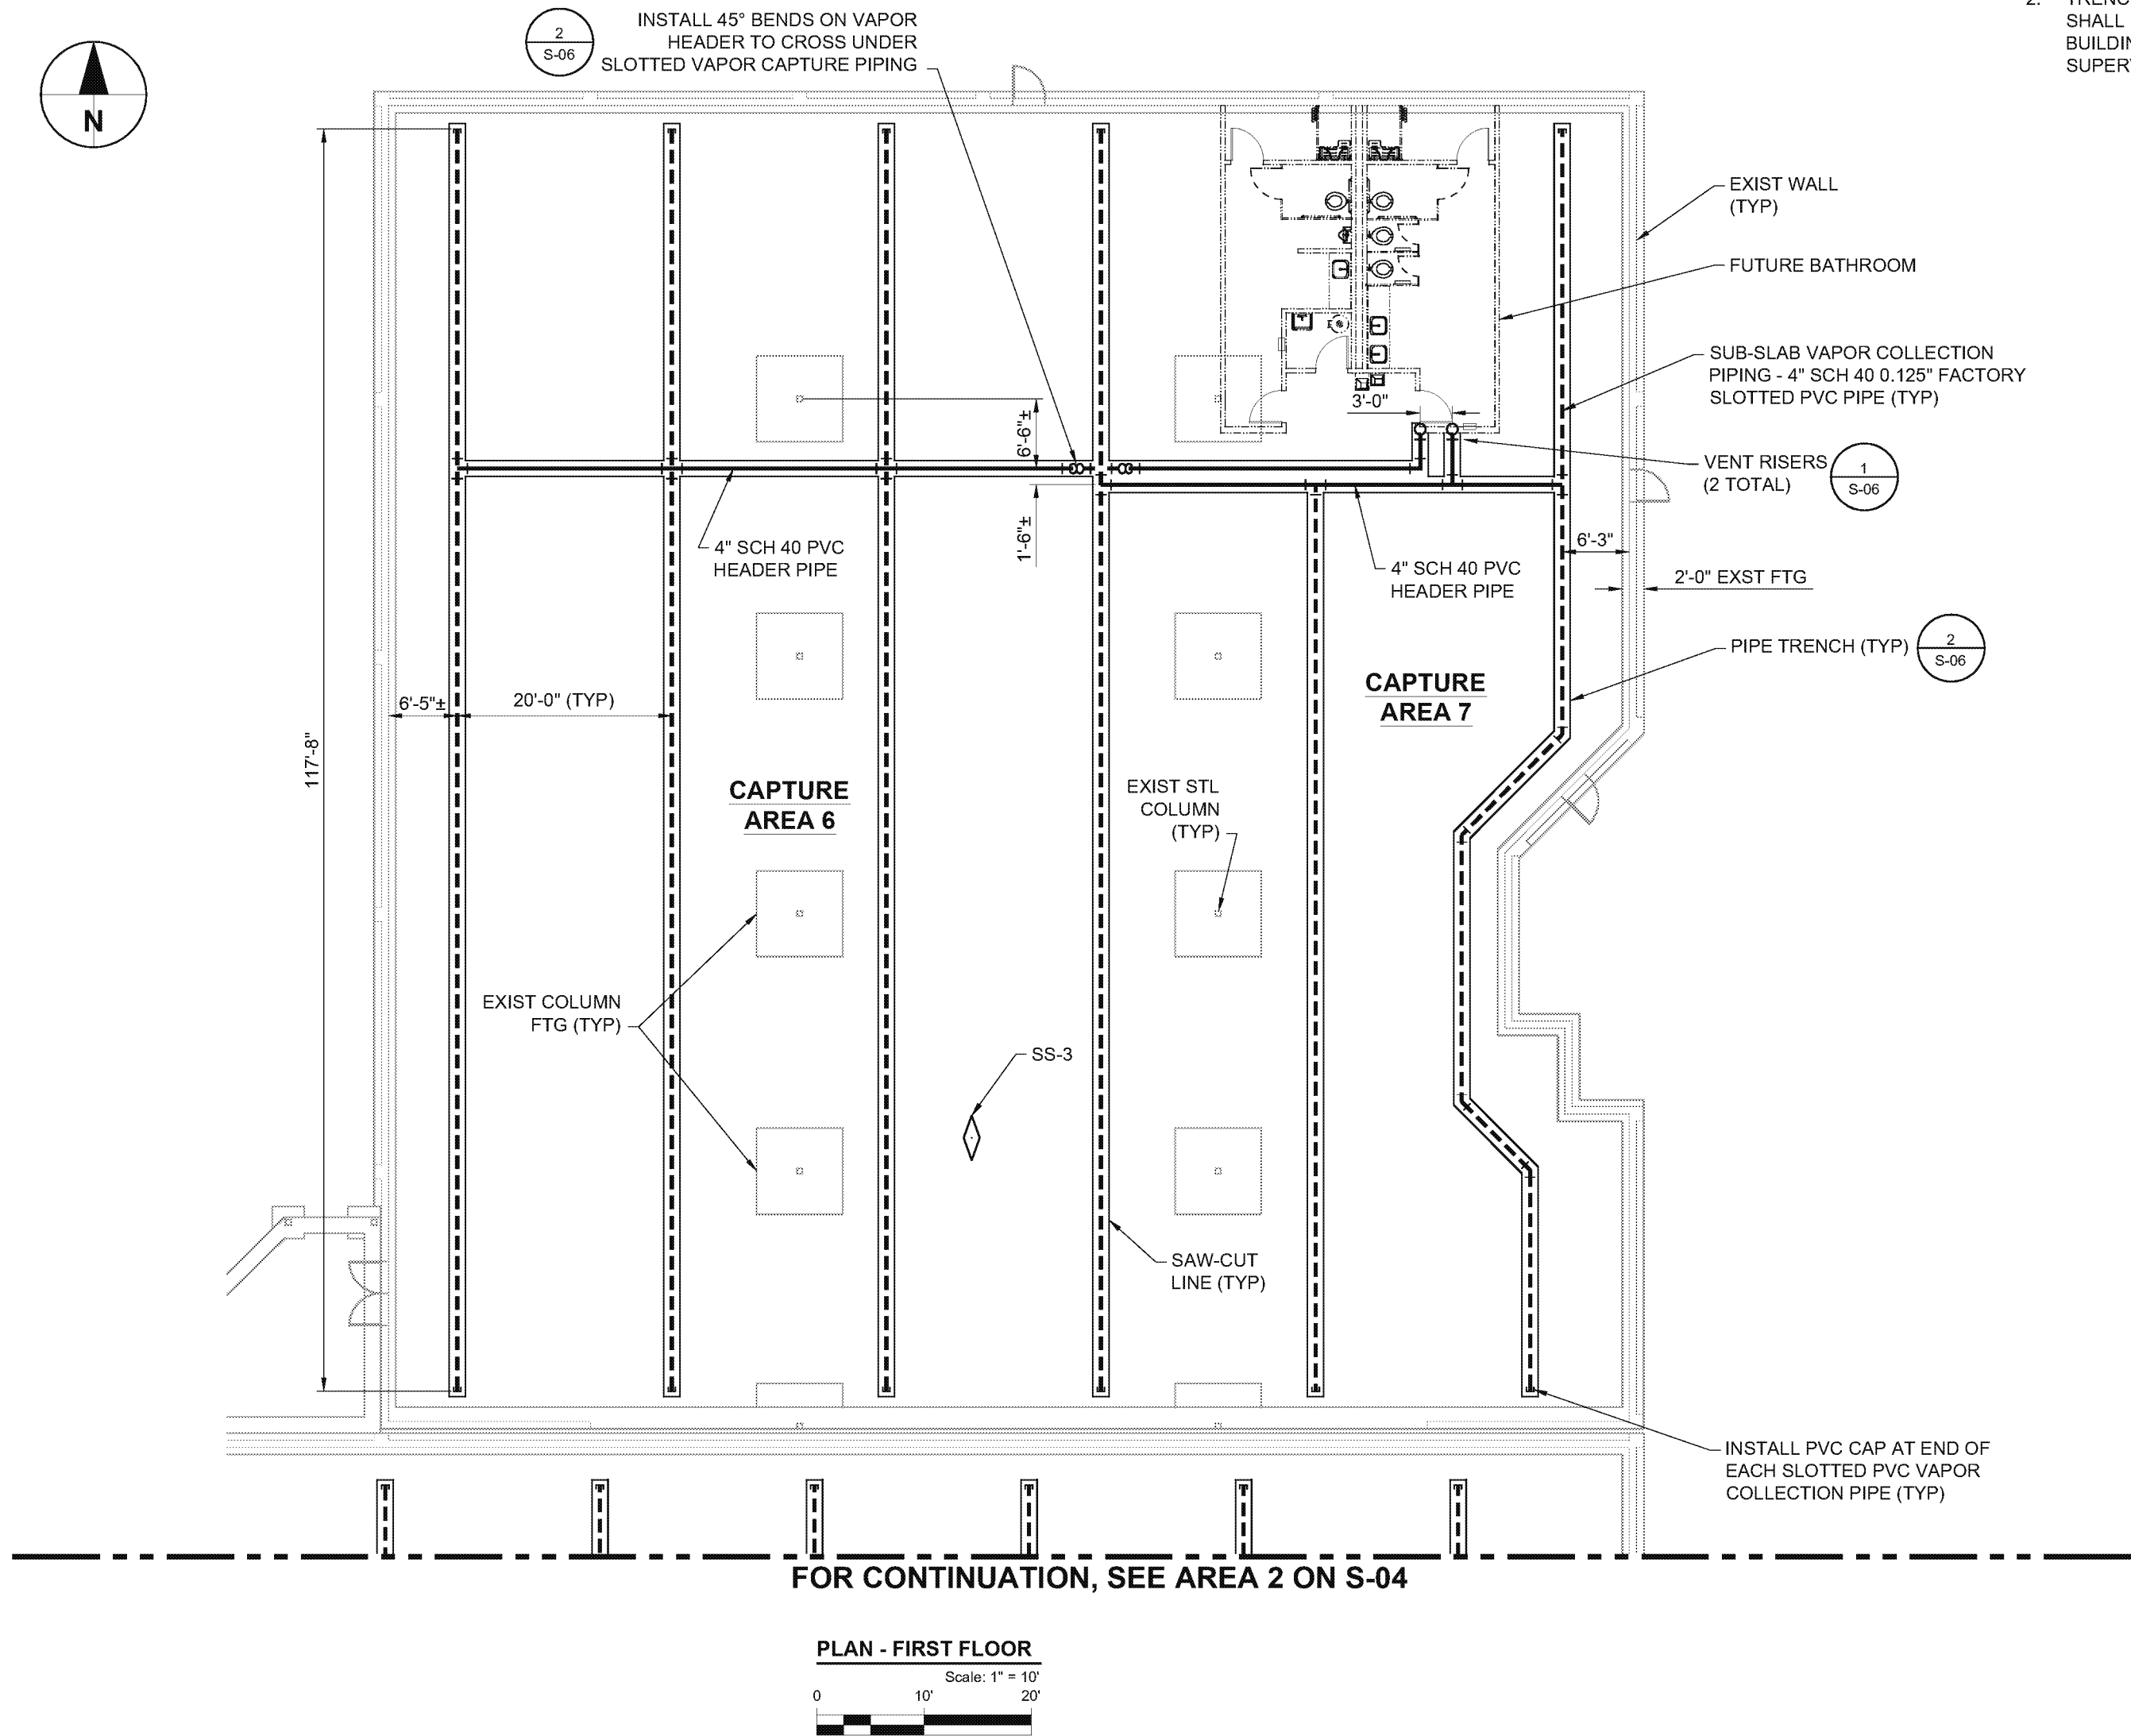 2
S-06
INSTALL 45° BENDS ON VAPOR
HEADER TO CROSS UNDER
SLOTTED VAPOR CAPTURE PIPING
2.
SHALL
N
EXIST WALL
(TYP)
FUTURE BATHROOM
SUB-SLAB VAPOR COLLECTION
PIPING - 4" SCH 40 0.125" FACTORY
SLOTTED PVC PIPE (TYP)
3'-0"
6'-6"±
VENT RISERS
(2 TOTAL)
1
S-06
1'-6"±
4" SCH 40 PVC
HEADER PIPE
4" SCH 40 PVC
HEADER PIPE
6'-3"
2'-0" EXST FTG
PIPE TRENCH (TYP)
2
S-06
CAPTURE
AREA 7
6'-5"±
20'-0" (TYP)
117'-8"
CAPTURE
AREA 6
EXIST STL
COLUMN
(TYP)
EXIST COLUMN
FTG (TYP)
SS-3
SAW-CUT
LINE (TYP)
INSTALL PVC CAP AT END OF
EACH SLOTTED PVC VAPOR
COLLECTION PIPE (TYP)
FOR CONTINUATION, SEE AREA 2 ON S-04
PLAN - FIRST FLOOR
Scale: 1" = 10'
0 10' 20'